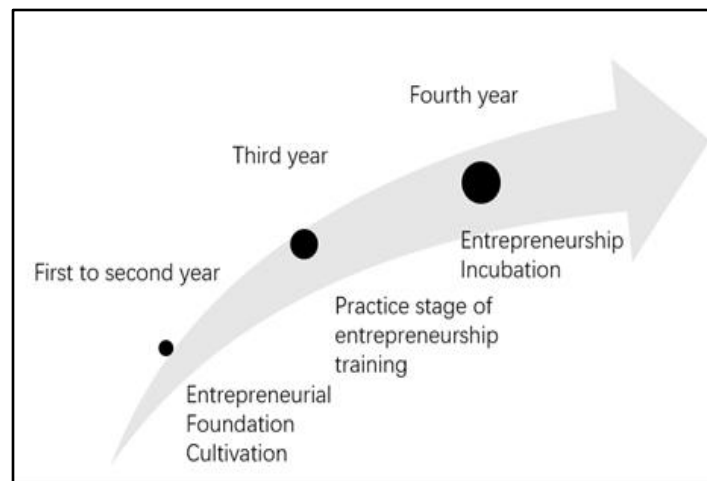 Fourth year
Third year
First to second year
Entrepreneurship
Incubation
Practice stage of
entrepreneurship
training
Entrepreneurial
Foundation
Cultivation